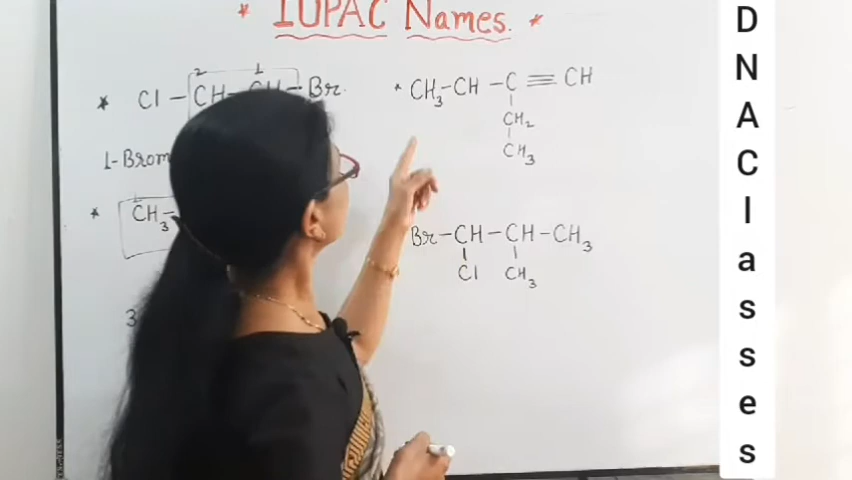 * IUPAC Names. *
* Cl – CH – CH – Br.
2 1
1-Brom
* CH3 –
3
* CH3 – CH – C ≡ CH
CH2
CH3
Br – CH – CH – CH3
Cl CH3
DNAClasses